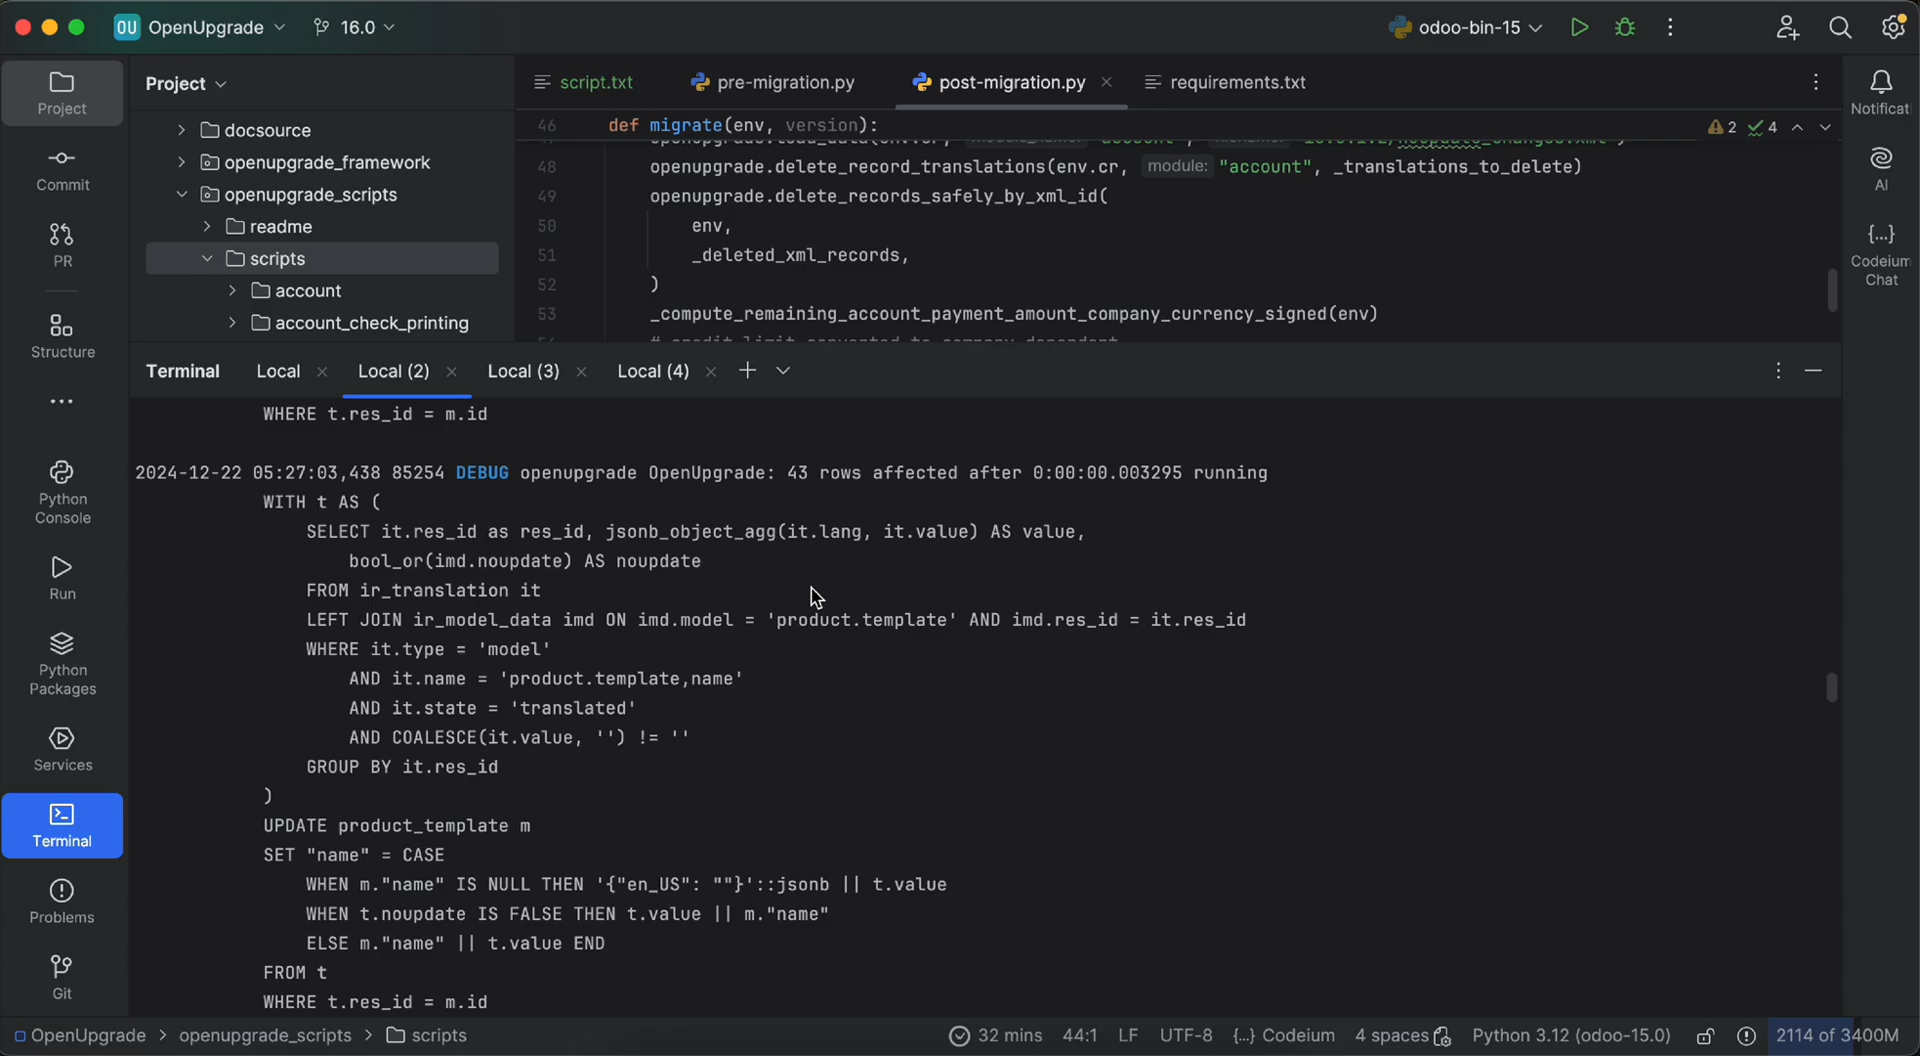 OU OpenUpgrade 16.0 odoo-bin-15
Project
Project
docsource
openupgrade_framework
openupgrade_scripts
readme
scripts
account
account_check_printing
script.txt pre-migration.py post-migration.py requirements.txt
46 def migrate(env, version): 2 4
48 openupgrade.delete_record_translations(env.cr, module: "account", _translations_to_delete)
49 openupgrade.delete_records_safely_by_xml_id(
50 env,
51 _deleted_xml_records,
52 )
53 _compute_remaining_account_payment_amount_company_currency_signed(env)
Notificat
AI
{...}
Codeium
Chat
Commit
PR
Structure
Python
Console
Run
Python
Packages
Services
Terminal
Problems
Git
Terminal Local Local (2) Local (3) Local (4)
WHERE t.res_id = m.id
2024-12-22 05:27:03,438 85254 DEBUG openupgrade OpenUpgrade: 43 rows affected after 0:00:00.003295 running
WITH t AS (
SELECT it.res_id as res_id, jsonb_object_agg(it.lang, it.value) AS value,
bool_or(imd.noupdate) AS noupdate
FROM ir_translation it
LEFT JOIN ir_model_data imd ON imd.model = 'product.template' AND imd.res_id = it.res_id
WHERE it.type = 'model'
AND it.name = 'product.template,name'
AND it.state = 'translated'
AND COALESCE(it.value, '') != ''
GROUP BY it.res_id
)
UPDATE product_template m
SET "name" = CASE
WHEN m."name" IS NULL THEN '{"en_US": ""}'::jsonb || t.value
WHEN t.noupdate IS FALSE THEN t.value || m."name"
ELSE m."name" || t.value END
FROM t
WHERE t.res_id = m.id
OpenUpgrade > openupgrade_scripts > scripts 32 mins 44:1 LF UTF-8 {..} Codeium 4 spaces Python 3.12 (odoo-15.0) 2114 of 3400M